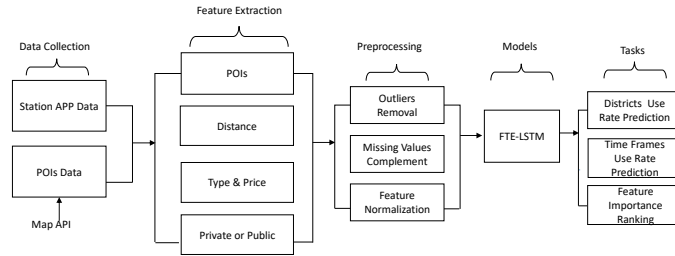 Feature Extraction
Data Collection
Preprocessing
Models
Tasks
Station APP Data
POIs Data
Map API
POIs
Distance
Type & Price
Private or Public
Outliers
Removal
Missing Values
Complement
Feature
Normalization
FTE-LSTM
Districts Use
Rate Prediction
Time Frames
Use Rate
Prediction
Feature
Importance
Ranking